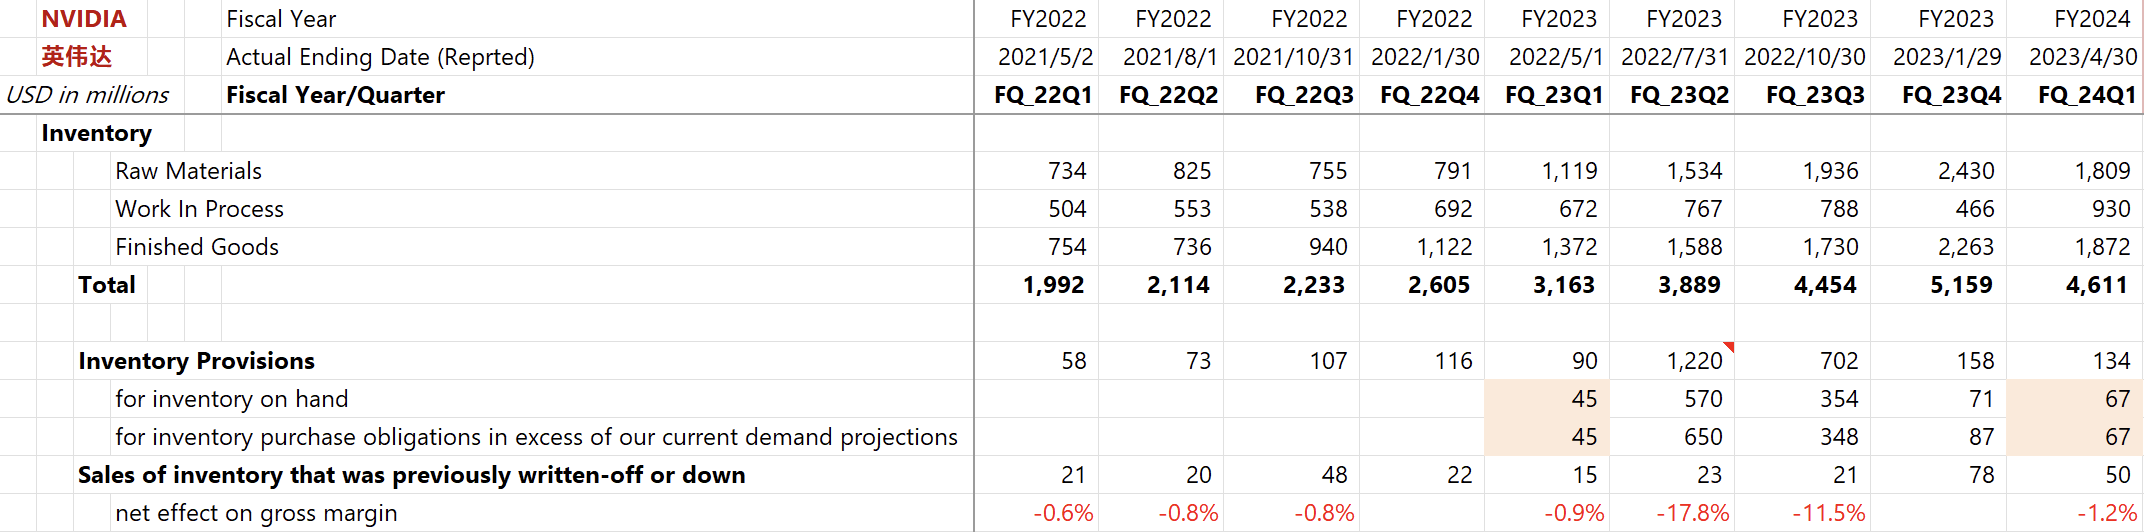 NVIDIA Fiscal Year FY2022 FY2022 FY2022 FY2022 FY2023 FY2023 FY2023 FY2023 FY2024
英伟达 Actual Ending Date (Reprted) 2021/5/2 2021/8/1 2021/10/31 2022/1/30 2022/5/1 2022/7/31 2022/10/30 2023/1/29 2023/4/30
USD in millions Fiscal Year/Quarter FQ_22Q1 FQ_22Q2 FQ_22Q3 FQ_22Q4 FQ_23Q1 FQ_23Q2 FQ_23Q3 FQ_23Q4 FQ_24Q1
Inventory
Raw Materials 734 825 755 791 1,119 1,534 1,936 2,430 1,809
Work In Process 504 553 538 692 672 767 788 466 930
Finished Goods 754 736 940 1,122 1,372 1,588 1,730 2,263 1,872
Total 1,992 2,114 2,233 2,605 3,163 3,889 4,454 5,159 4,611
Inventory Provisions 58 73 107 116 90 1,220 702 158 134
for inventory on hand 45 570 354 71 67
for inventory purchase obligations in excess of our current demand projections 45 650 348 87 67
Sales of inventory that was previously written-off or down 21 20 48 22 15 23 21 78 50
net effect on gross margin -0.6% -0.8% -0.8% -0.9% -17.8% -11.5% -1.2%